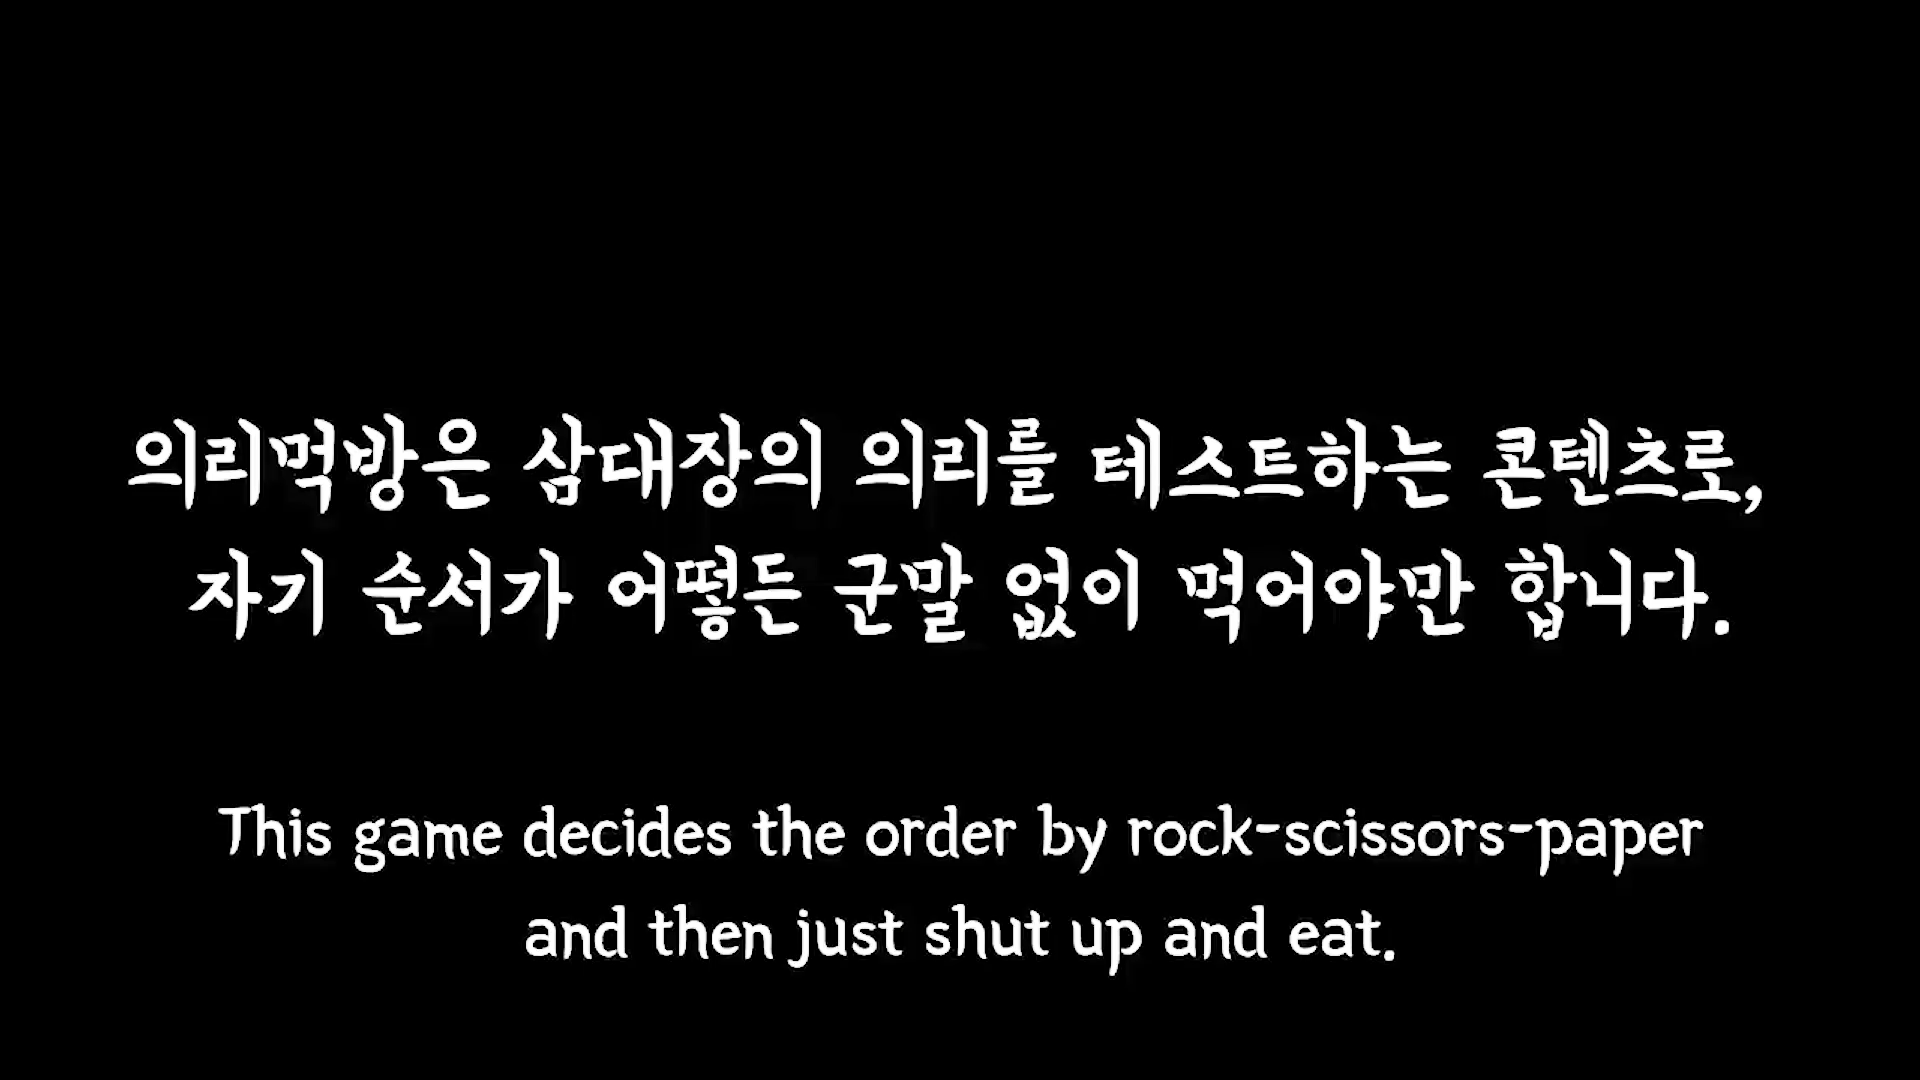 의리먹방은 삼대장의 의리를 테스트하는 콘텐츠로,
자기 순서가 어떻든 군말 없이 먹어야만 합니다.
This game decides the order by rock-scissors-paper
and then just shut up and eat.